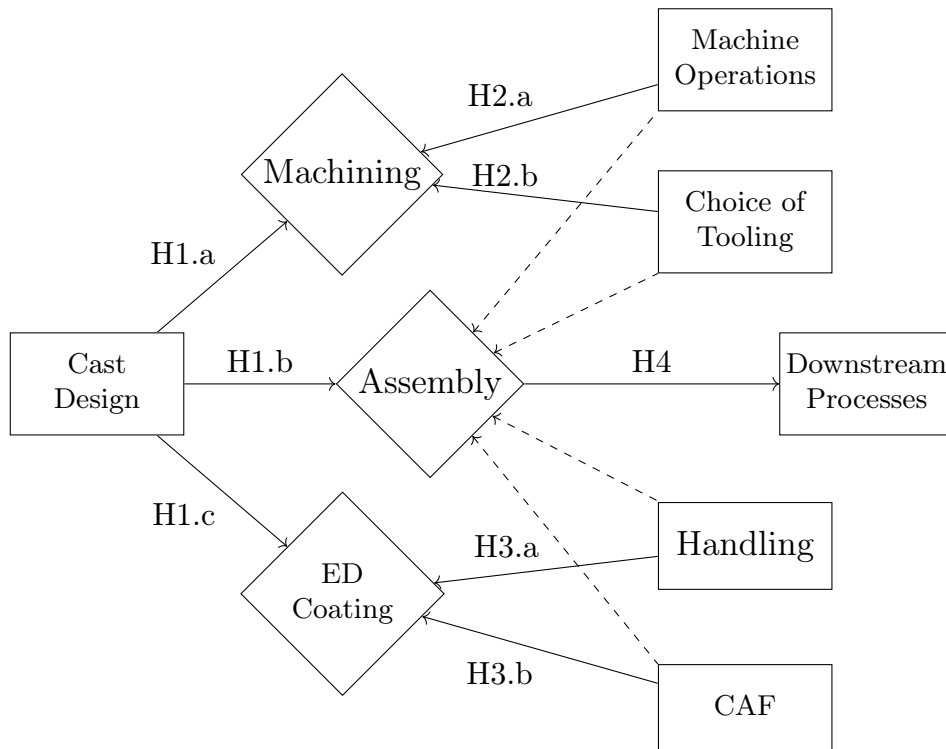 Machine
Operations
H2.a
Machining
H2.b
Choice of
Tooling
H1.a
Cast
Design
H1.b
Assembly
H4
Downstream
Processes
H1.c
H3.a
Handling
ED
Coating
H3.b
CAF